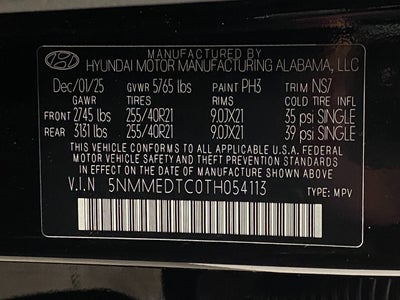 MANUFACTURED BY
HYUNDAI MOTOR MANUFACTURING ALABAMA, LLC
Dec/01/25 GVWR 5765 lbs PAINT PH3 TRIM NS7
GAWR TIRES RIMS COLD TIRE INFL.PR.
FRONT 2745 lbs 255/40R21 9.0JX21 35 psi SINGLE
REAR 3131 lbs 255/40R21 9.0JX21 39 psi SINGLE
THIS VEHICLE CONFORMS TO ALL APPLICABLE U.S.A. FEDERAL
MOTOR VEHICLE SAFETY AND THEFT PREVENTION STANDARDS
IN EFFECT ON THE DATE OF MANUFACTURE SHOWN ABOVE.
V.I.N 5NMMEDTC0TH054113 TYPE: MPV